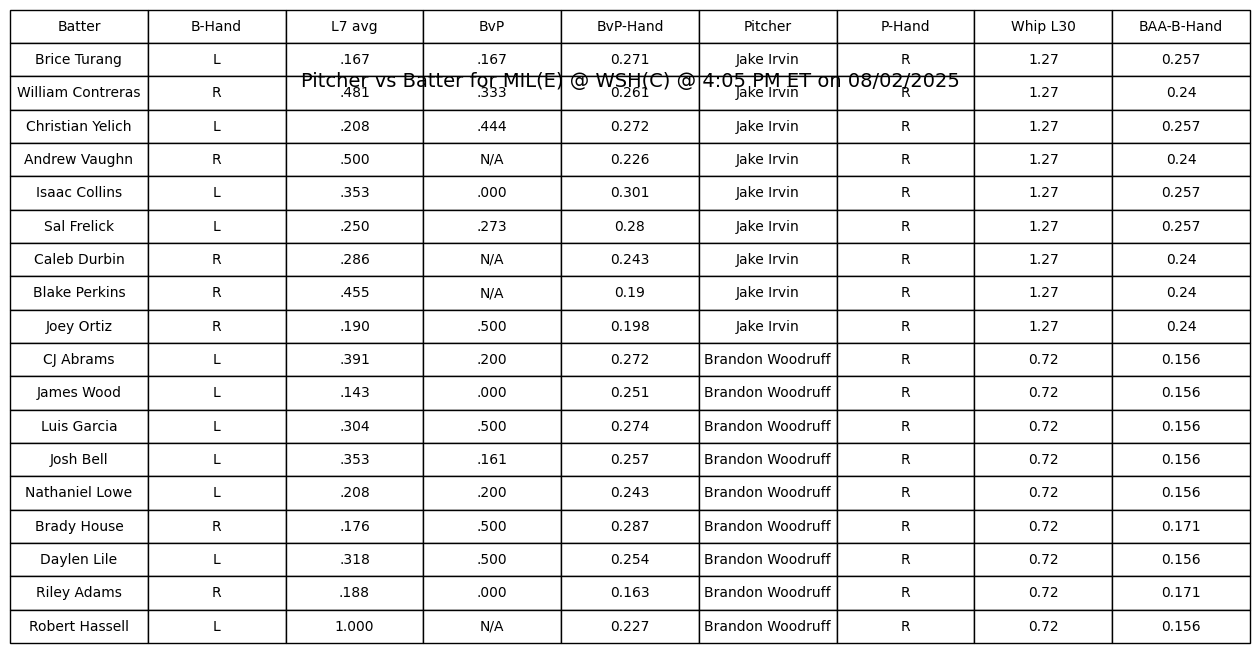 Batter B-Hand L7 avg BvP BvP-Hand Pitcher P-Hand Whip L30 BAA-B-Hand
Brice Turang L .167 .167 0.271 Jake Irvin R 1.27 0.257
Pitcher vs Batter for MIL(E) @ WSH(C) @ 4:05 PM ET on 08/02/2025
William Contreras R .481 .333 0.261 Jake Irvin R 1.27 0.24
Christian Yelich L .208 .444 0.272 Jake Irvin R 1.27 0.257
Andrew Vaughn R .500 N/A 0.226 Jake Irvin R 1.27 0.24
Isaac Collins L .353 .000 0.301 Jake Irvin R 1.27 0.257
Sal Frelick L .250 .273 0.28 Jake Irvin R 1.27 0.257
Caleb Durbin R .286 N/A 0.243 Jake Irvin R 1.27 0.24
Blake Perkins R .455 N/A 0.19 Jake Irvin R 1.27 0.24
Joey Ortiz R .190 .500 0.198 Jake Irvin R 1.27 0.24
CJ Abrams L .391 .200 0.272 Brandon Woodruff R 0.72 0.156
James Wood L .143 .000 0.251 Brandon Woodruff R 0.72 0.156
Luis Garcia L .304 .500 0.274 Brandon Woodruff R 0.72 0.156
Josh Bell L .353 .161 0.257 Brandon Woodruff R 0.72 0.156
Nathaniel Lowe L .208 .200 0.243 Brandon Woodruff R 0.72 0.156
Brady House R .176 .500 0.287 Brandon Woodruff R 0.72 0.171
Daylen Lile L .318 .500 0.254 Brandon Woodruff R 0.72 0.156
Riley Adams R .188 .000 0.163 Brandon Woodruff R 0.72 0.171
Robert Hassell L 1.000 N/A 0.227 Brandon Woodruff R 0.72 0.156